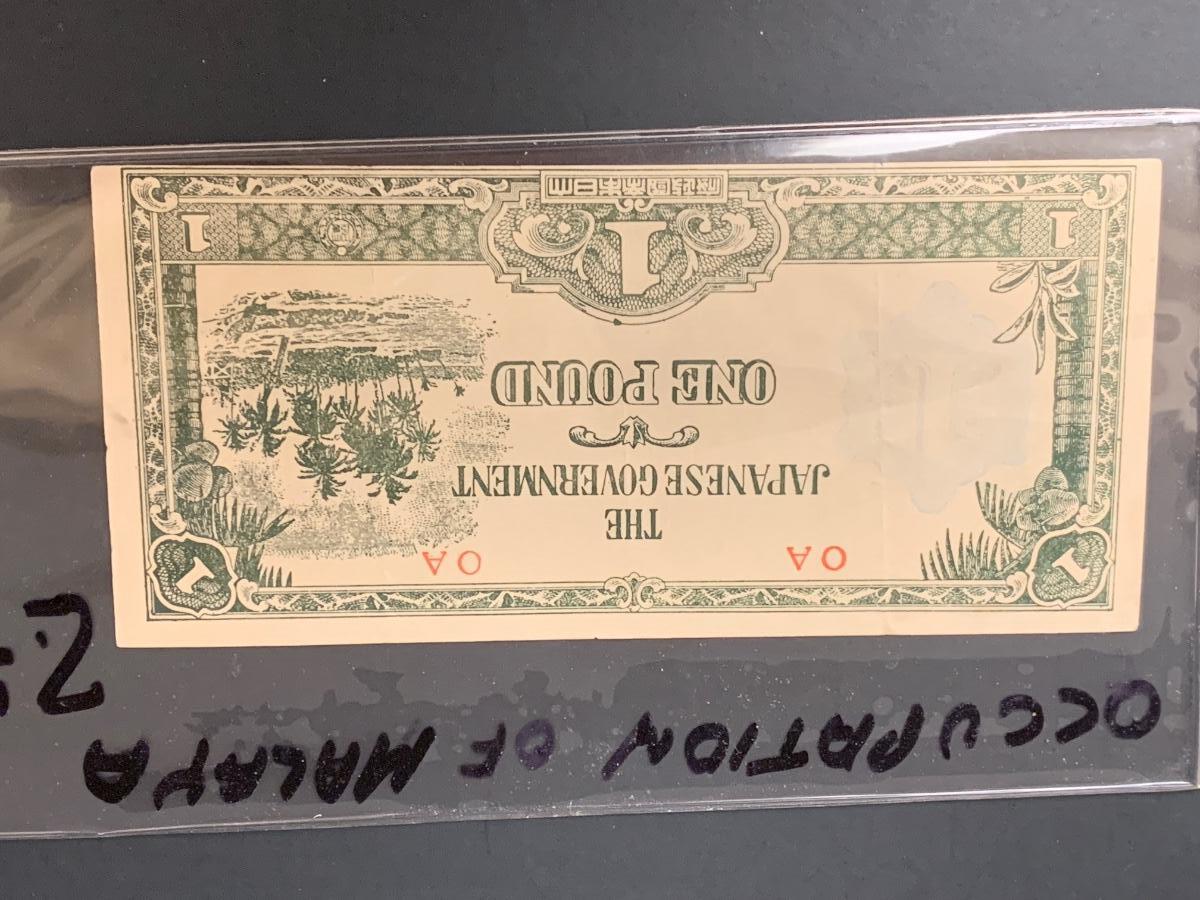 OCCUPATION OF MALAYA
1 1
OA OA
THE
JAPANESE GOVERNMENT
ONE POUND
1 1 1
大日本帝國政府